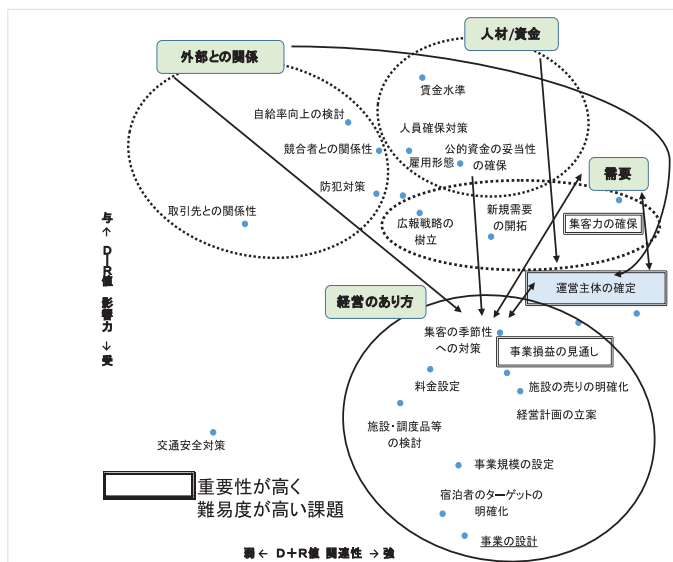 人材/資金
外部との関係
賃金水準
自給率向上の検討
人員確保対策
競合者との関係性
雇用形態
公的資金の妥当性
の確保
需要
防犯対策
取引先との関係性
広報戦略の
樹立
新規需要
の開拓
集客力の確保
与 ← D-R値 影響力 → 受
運営主体の確定
経営のあり方
集客の季節性
への対策
事業損益の見通し
料金設定
施設の売りの明確化
施設・調度品等
の検討
経営計画の立案
交通安全対策
事業規模の設定
重要性が高く
難易度が高い課題
宿泊者のターゲットの
明確化
事業の設計
弱 ← D+R値 関連性 → 強